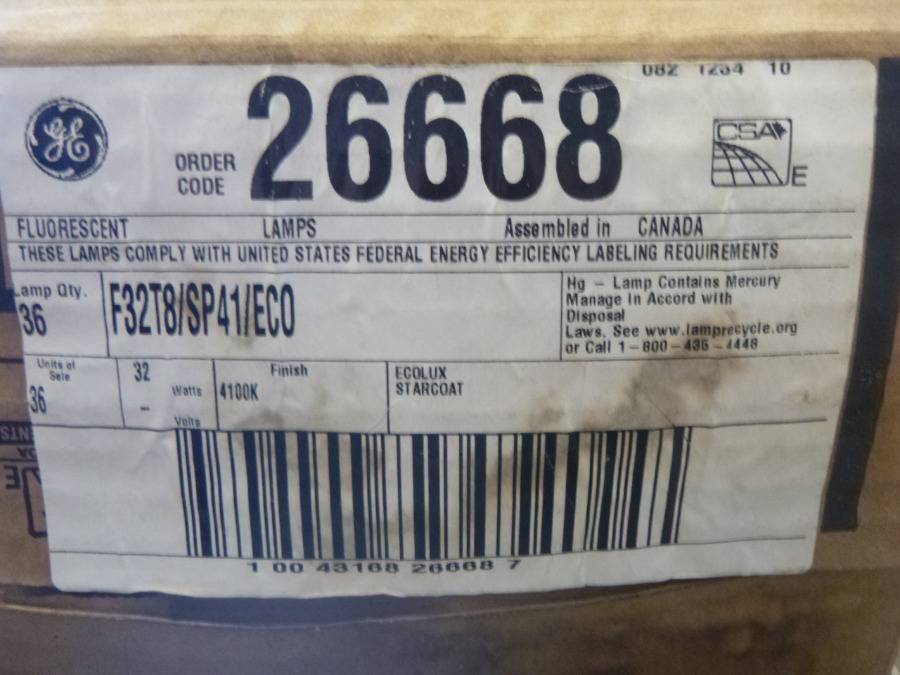 082 1234 10
GE
ORDER
CODE
26668
CSA
E
FLUORESCENT LAMPS Assembled in CANADA
THESE LAMPS COMPLY WITH UNITED STATES FEDERAL ENERGY EFFICIENCY LABELING REQUIREMENTS
Lamp Qty.
36
F32T8/SP41/ECO
Hg – Lamp Contains Mercury
Manage in Accord with
Disposal
Laws. See www.lamprecycle.org
or Call 1-800-435-4448
Units of
Sale
36
32
Watts
–
Volts
Finish
4100K
ECOLUX
STARCOAT
1 00 43168 26668 7